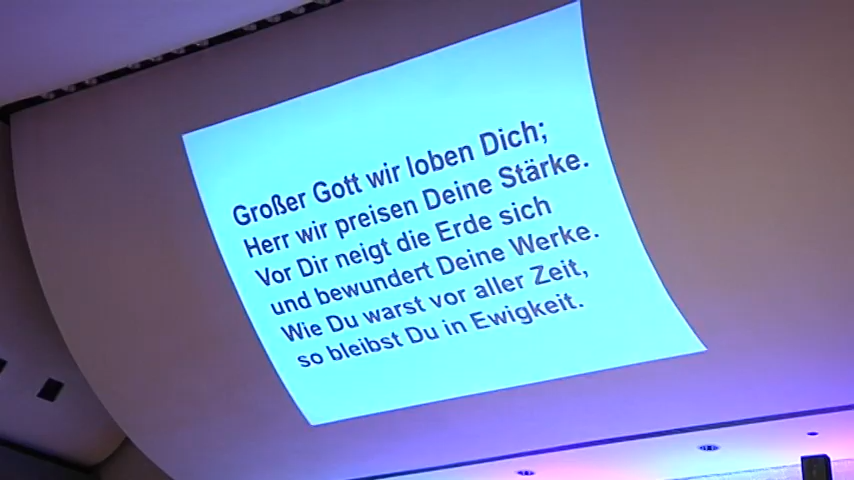 Großer Gott wir loben Dich;
Herr wir preisen Deine Stärke.
Vor Dir neigt die Erde sich
und bewundert Deine Werke.
Wie Du warst vor aller Zeit,
so bleibst Du in Ewigkeit.